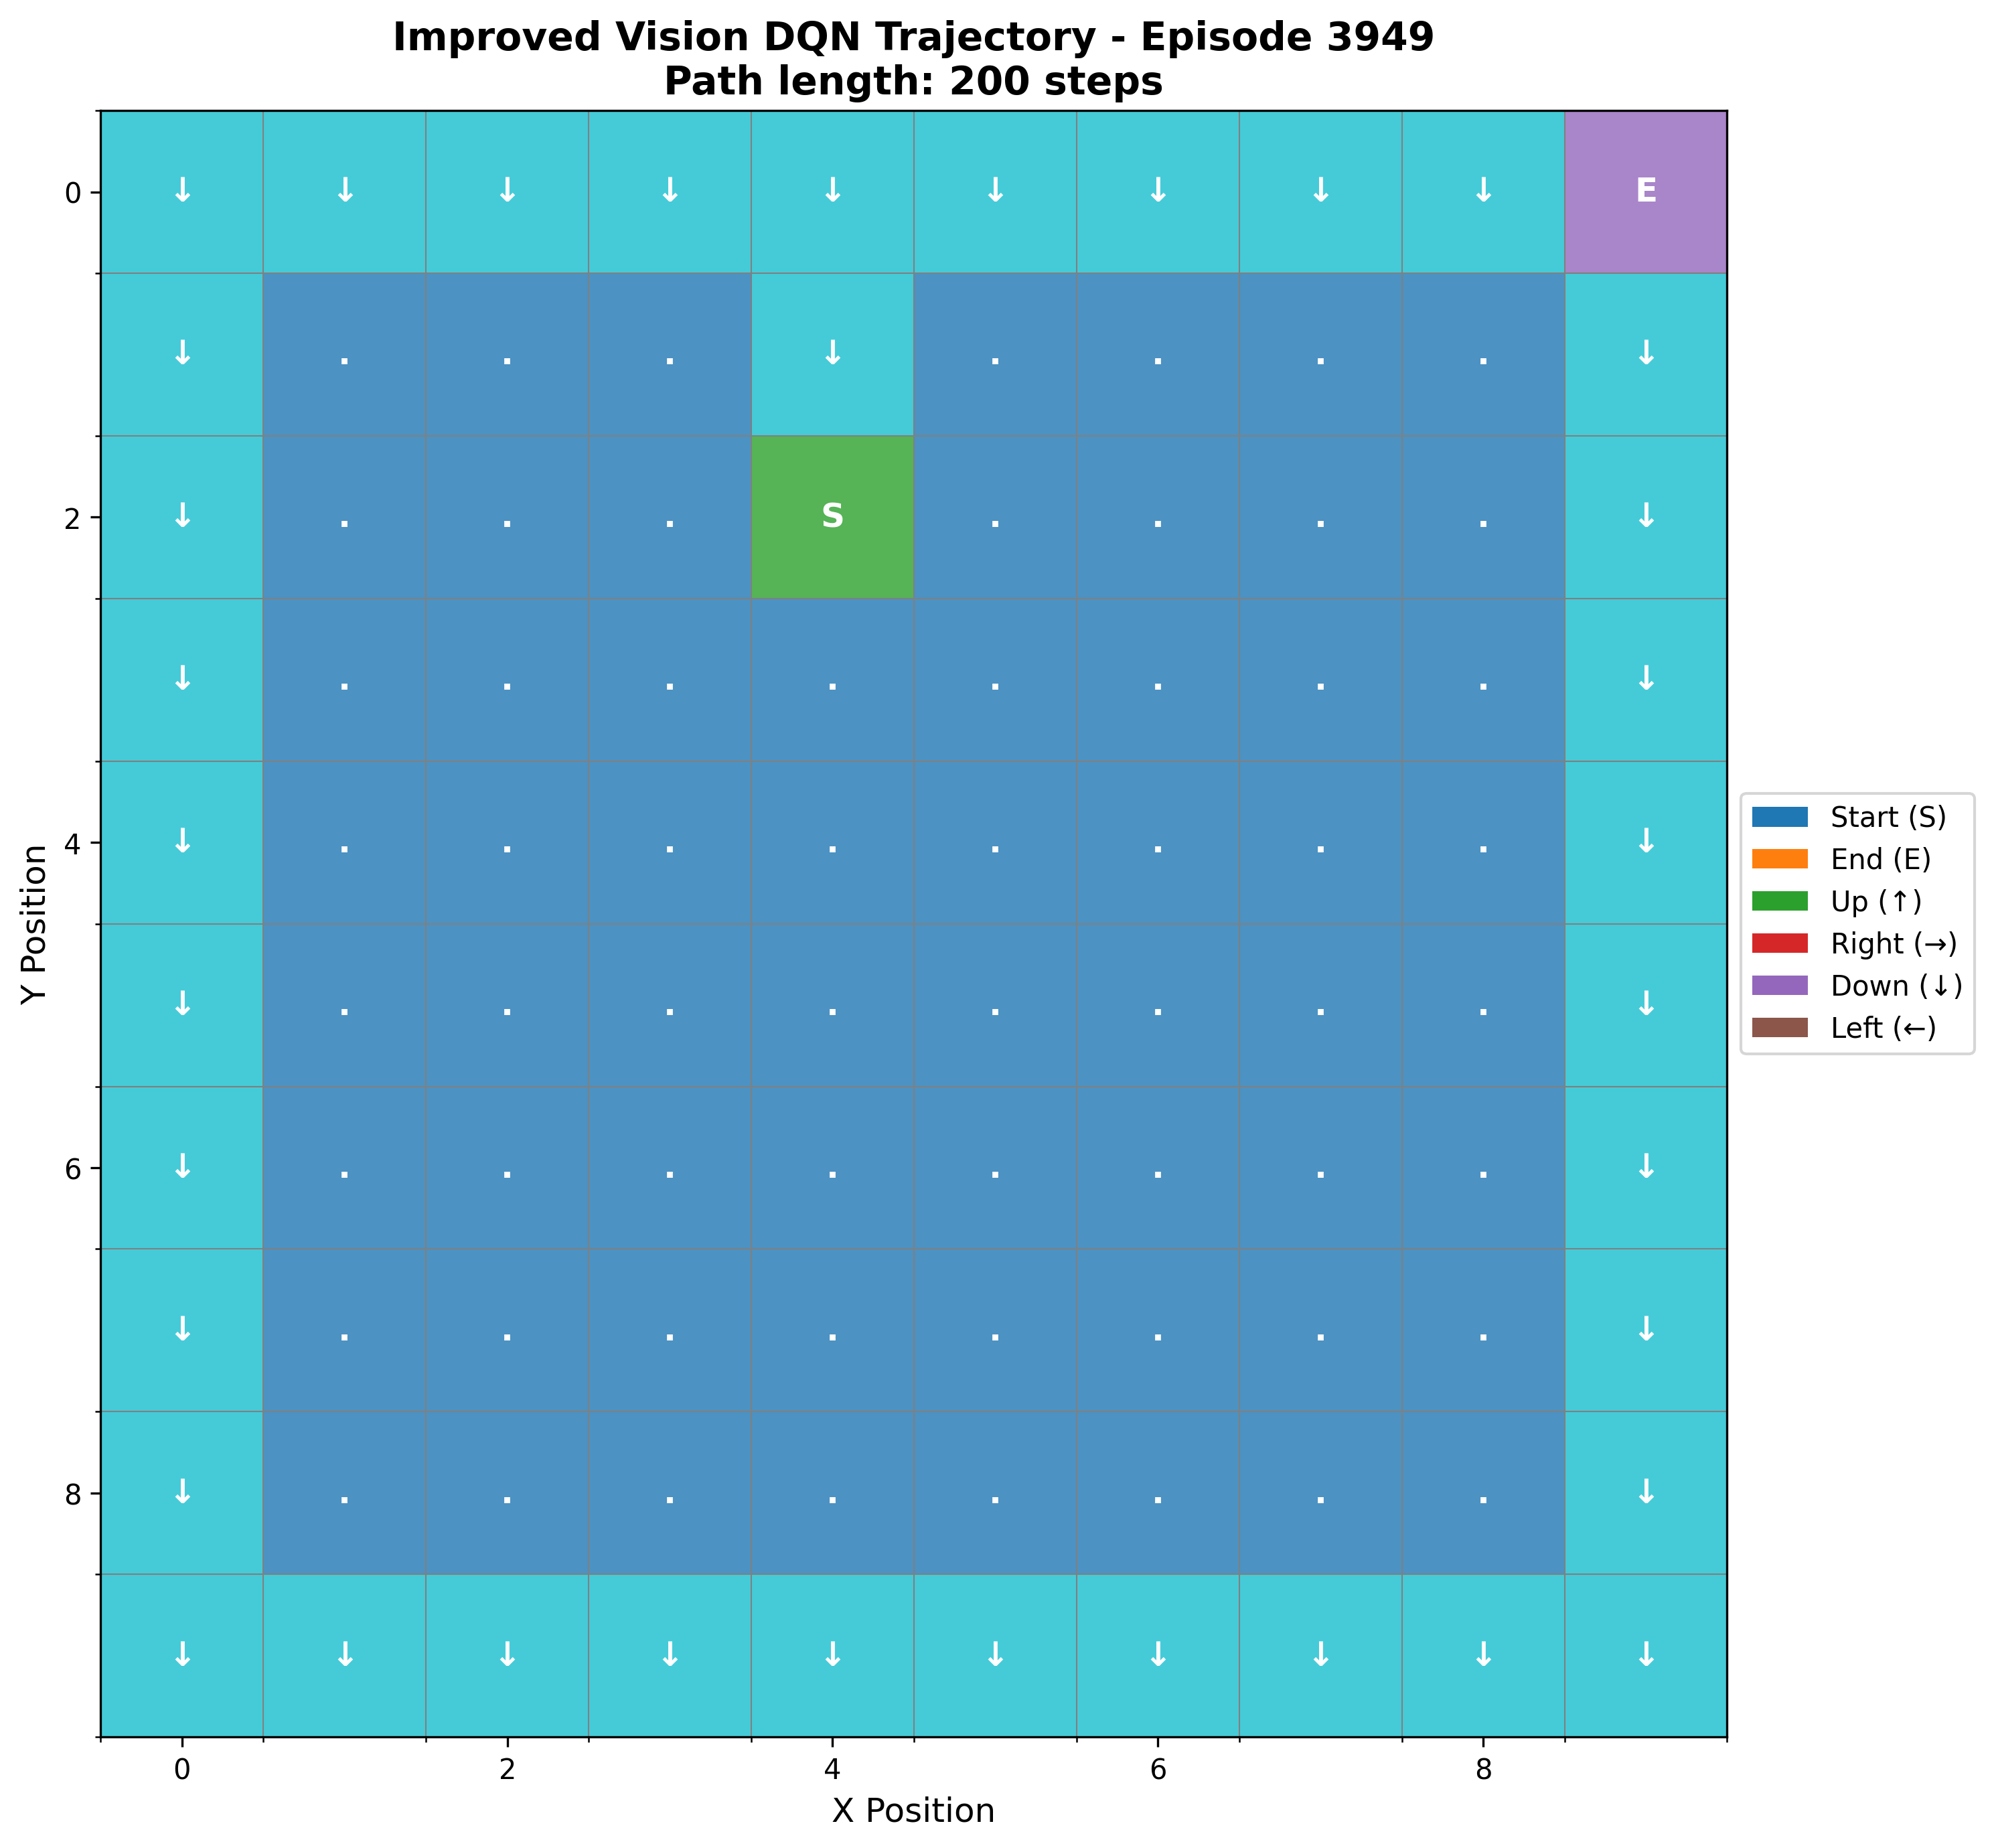 Improved Vision DQN Trajectory - Episode 3949
Path length: 200 steps
0 ↓ ↓ ↓ ↓ ↓ ↓ ↓ ↓ ↓ E
↓ . . . ↓ . . . . ↓
2 ↓ . . . S . . . . ↓
↓ . . . . . . . . ↓
4 ↓ . . . . . . . . ↓
↓ . . . . . . . . ↓
6 ↓ . . . . . . . . ↓
↓ . . . . . . . . ↓
8 ↓ . . . . . . . . ↓
↓ ↓ ↓ ↓ ↓ ↓ ↓ ↓ ↓ ↓
0 2 4 6 8
X Position
Y Position
Start (S)
End (E)
Up (↑)
Right (→)
Down (↓)
Left (←)